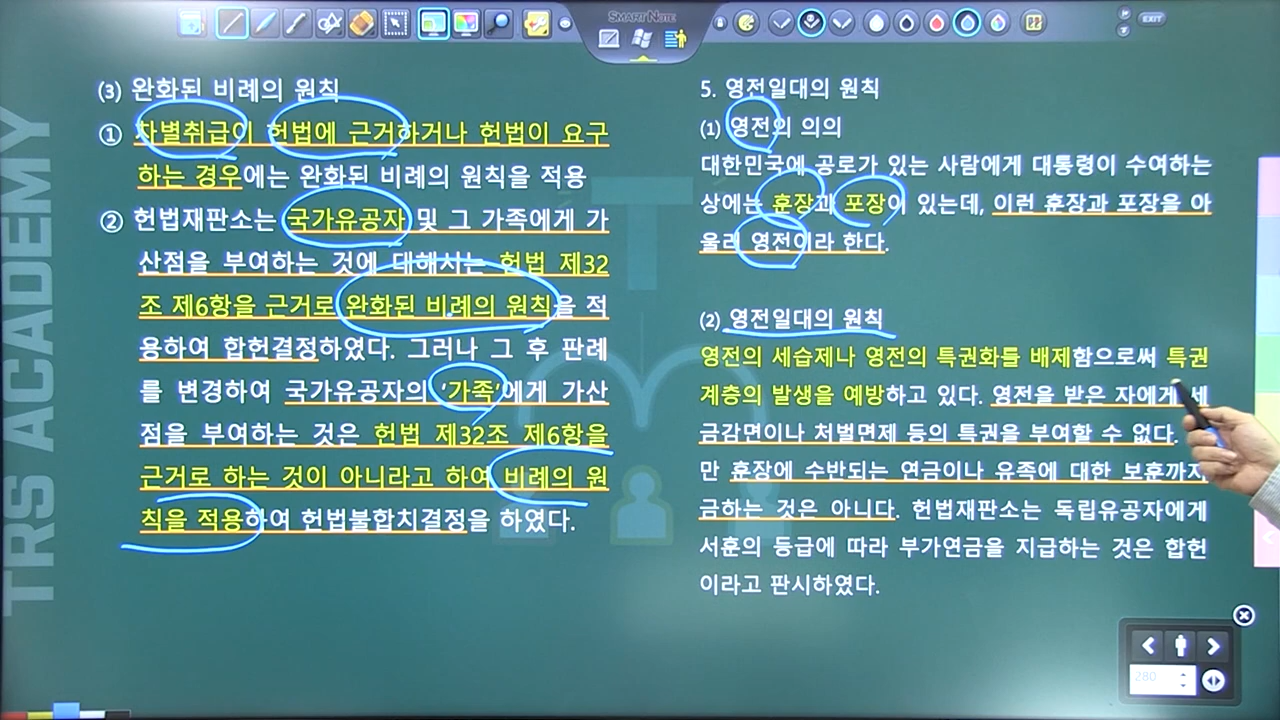 SMART NOTE
EXIT
(3) 완화된 비례의 원칙
① 차별취급이 헌법에 근거하거나 헌법이 요구
하는 경우에는 완화된 비례의 원칙을 적용
② 헌법재판소는 국가유공자 및 그 가족에게 가
산점을 부여하는 것에 대해서는 헌법 제32
조 제6항을 근거로 완화된 비례의 원칙을 적
용하여 합헌결정하였다. 그러나 그 후 판례
를 변경하여 국가유공자의 '가족'에게 가산
점을 부여하는 것은 헌법 제32조 제6항을
근거로 하는 것이 아니라고 하여 비례의 원
칙을 적용하여 헌법불합치결정을 하였다.
5. 영전일대의 원칙
(1) 영전의 의의
대한민국에 공로가 있는 사람에게 대통령이 수여하는
상에는 훈장과 포장이 있는데, 이런 훈장과 포장을 아
울러 영전이라 한다.
(2) 영전일대의 원칙
영전의 세습제나 영전의 특권화를 배제함으로써 특권
계층의 발생을 예방하고 있다. 영전을 받은 자에게 세
금감면이나 처벌면제 등의 특권을 부여할 수 없다.
만 훈장에 수반되는 연금이나 유족에 대한 보훈까지
금하는 것은 아니다. 헌법재판소는 독립유공자에게
서훈의 등급에 따라 부가연금을 지급하는 것은 합헌
이라고 판시하였다.
TRS ACADEMY
280